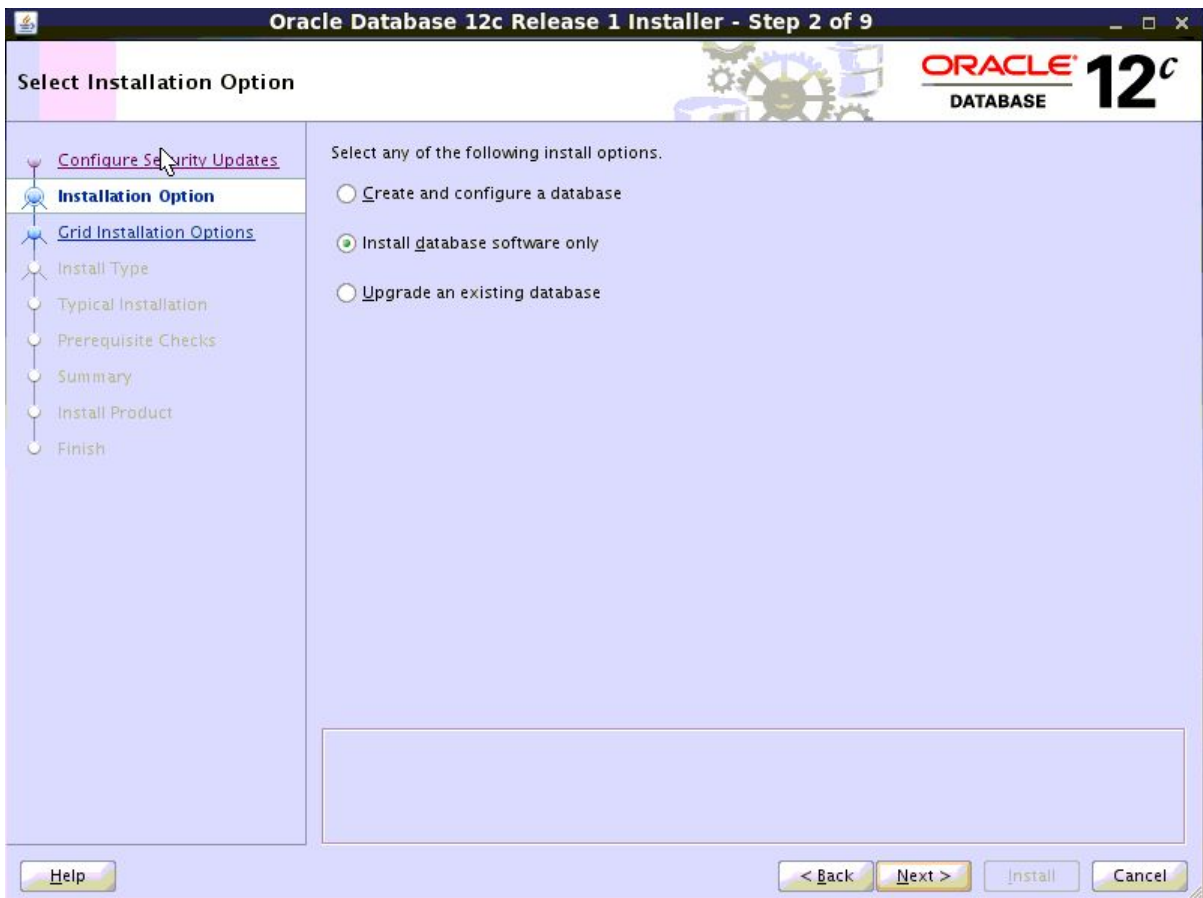 Oracle Database 12c Release 1 Installer - Step 2 of 9
Select Installation Option
ORACLE
DATABASE
12c
Configure Security Updates
Installation Option
Grid Installation Options
Install Type
Typical Installation
Prerequisite Checks
Summary
Install Product
Finish
Select any of the following install options.
Create and configure a database
Install database software only
Upgrade an existing database
Help
< Back
Next >
Install
Cancel